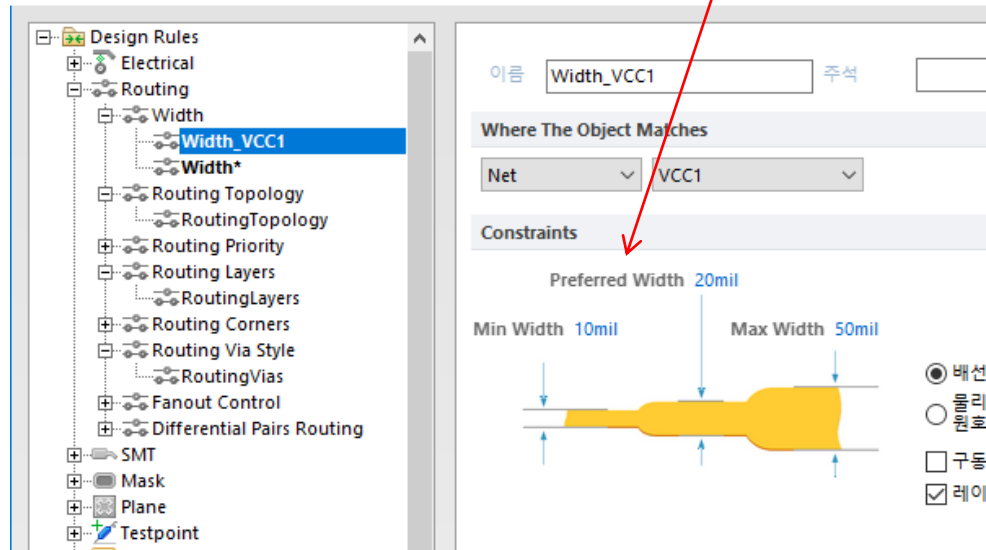 Design Rules
Electrical
Routing
Width
Width_VCC1
Width*
Routing Topology
RoutingTopology
Routing Priority
Routing Layers
RoutingLayers
Routing Corners
Routing Via Style
RoutingVias
Fanout Control
Differential Pairs Routing
SMT
Mask
Plane
Testpoint
이름 Width_VCC1 주석
Where The Object Matches
Net VCC1
Constraints
Preferred Width 20mil
Min Width 10mil Max Width 50mil
배선
물리
원호
구동
레이